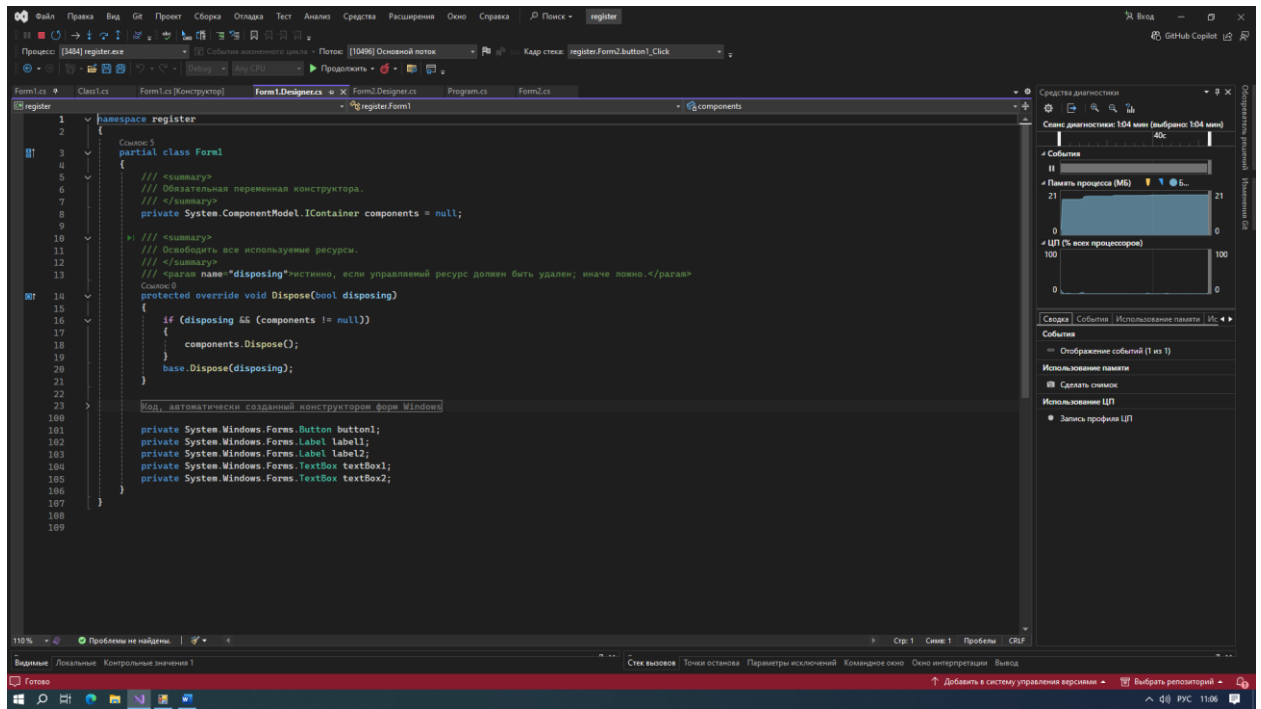 Файл Правка Вид Git Проект Сборка Отладка Тест Анализ Средства Расширения Окно Справка Поиск register Вход
GitHub Copilot
Процесс: [3484] register.exe События жизненного цикла Поток: [10496] Основной поток Кадр стека: register.Form2.button1_Click
Debug Any CPU Продолжить
Form1.cs Class1.cs Form1.cs [Конструктор] Form1.Designer.cs Form2.Designer.cs Program.cs Form2.cs
register register.Form1 components
1 namespace register
2 {
Ссылок: 5
3 partial class Form1
4 {
5 /// <summary>
6 /// Обязательная переменная конструктора.
7 /// </summary>
8 private System.ComponentModel.IContainer components = null;
9
10 /// <summary>
11 /// Освободить все используемые ресурсы.
12 /// </summary>
13 /// <param name="disposing">истинно, если управляемый ресурс должен быть удален; иначе ложно.</param>
Ссылок: 0
14 protected override void Dispose(bool disposing)
15 {
16 if (disposing && (components != null))
17 {
18 components.Dispose();
19 }
20 base.Dispose(disposing);
21 }
22
23 Код, автоматически созданный конструктором форм Windows
100
101 private System.Windows.Forms.Button button1;
102 private System.Windows.Forms.Label label1;
103 private System.Windows.Forms.Label label2;
104 private System.Windows.Forms.TextBox textBox1;
105 private System.Windows.Forms.TextBox textBox2;
106 }
107 }
108
109
Средства диагностики
Сеанс диагностики: 1:04 мин (выбрано: 1:04 мин)
40с
События
Память процесса (МБ) Б...
21 21
0 0
ЦП (% всех процессоров)
100 100
0 0
Сводка События Использование памяти Ис
События
Отображение событий (1 из 1)
Использование памяти
Сделать снимок
Использование ЦП
Запись профиля ЦП
Обозреватель решений
Изменения Git
110 % Проблемы не найдены. Стр: 1 Симв: 1 Пробелы CRLF
Видимые Локальные Контрольные значения 1 Стек вызовов Точки останова Параметры исключений Командное окно Окно интерпретации Вывод
Готово Добавить в систему управления версиями Выбрать репозиторий
РУС 11:06